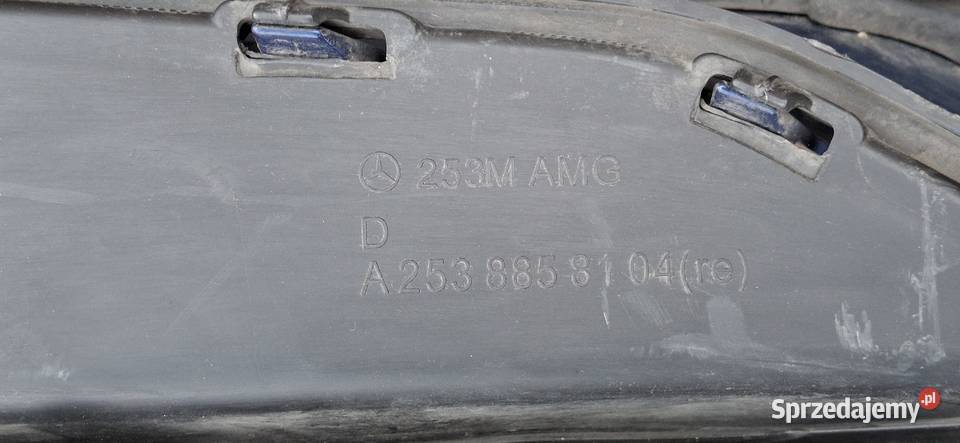 253M AMG
D
A 253 885 81 04(re)
Sprzedajemy.pl